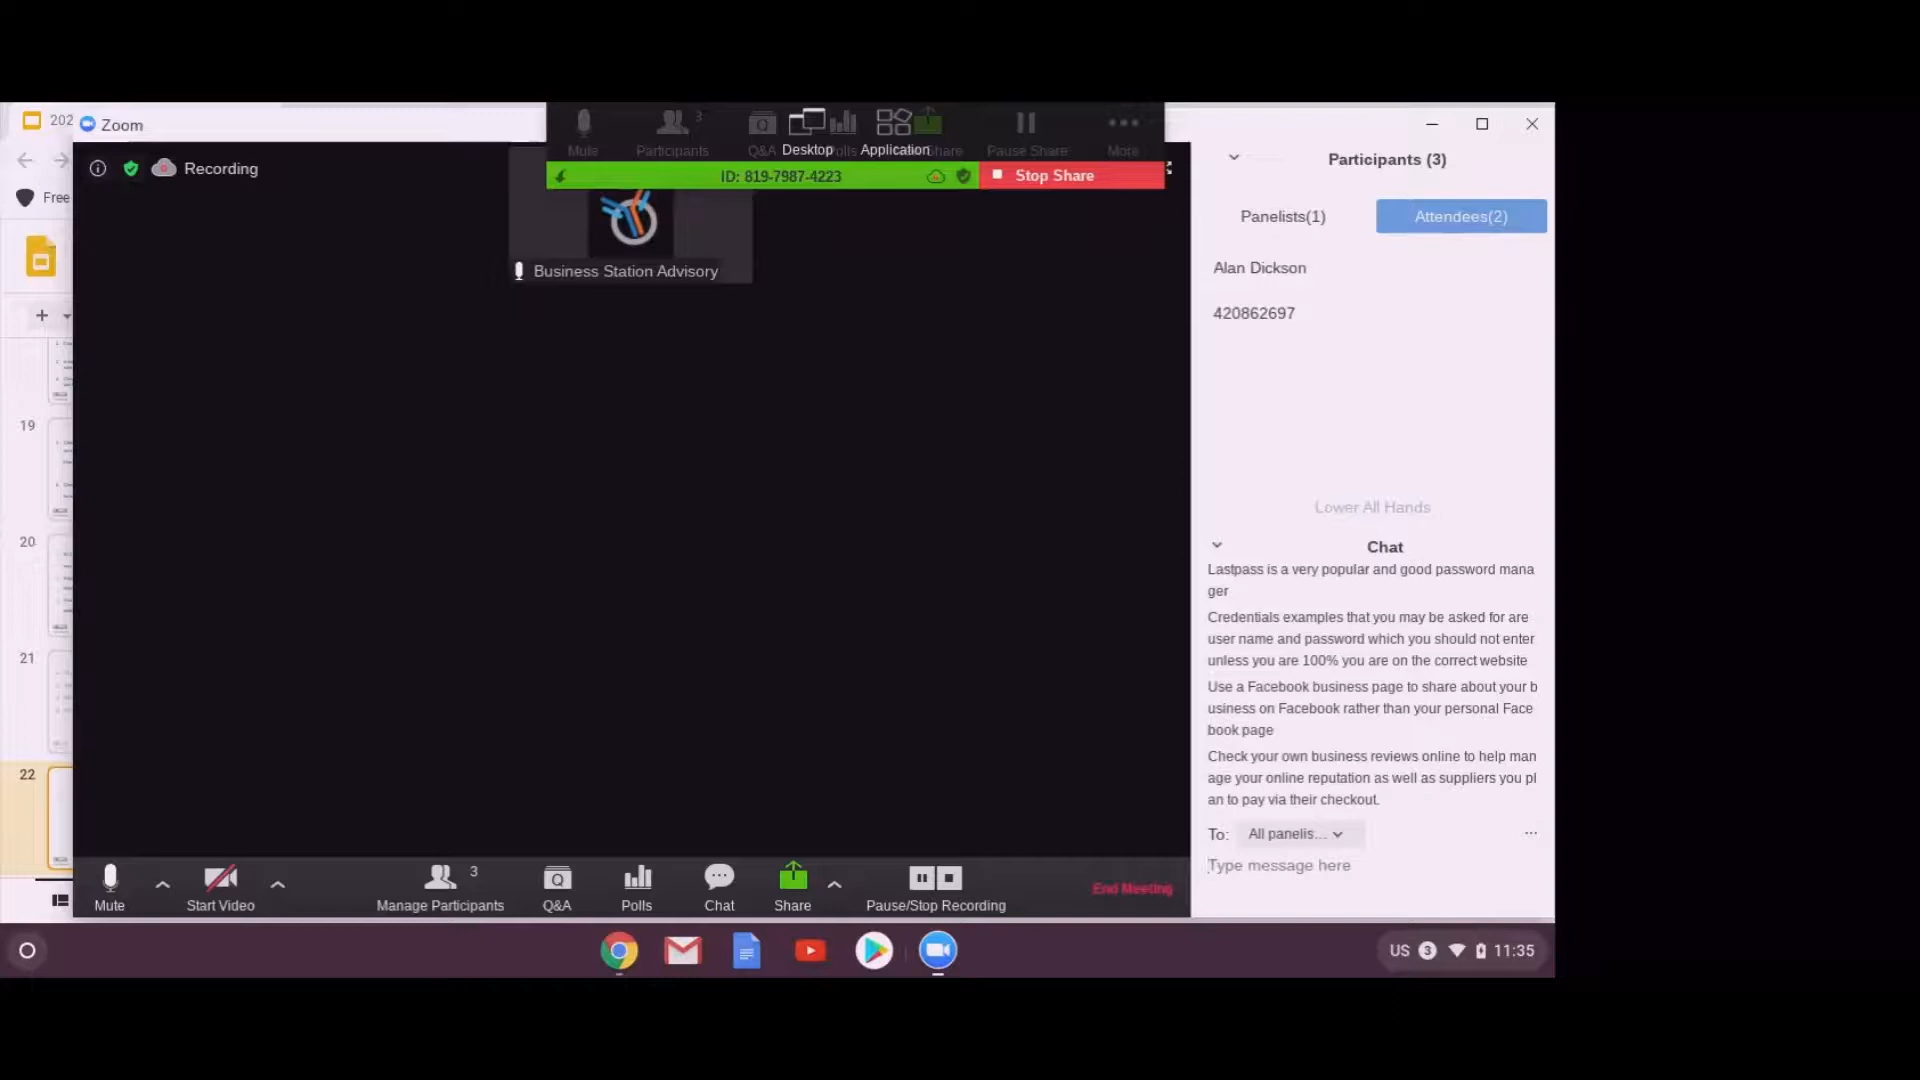 202
Zoom
Mute
Participants
3
Q&A
Desktop
Polls
Application
Share
Pause Share
More
Recording
ID: 819-7987-4223
Stop Share
Free
Business Station Advisory
Participants (3)
Panelists(1)
Attendees(2)
Alan Dickson
420862697
19
20
21
22
Lower All Hands
Chat
Lastpass is a very popular and good password mana
ger
Credentials examples that you may be asked for are
user name and password which you should not enter
unless you are 100% you are on the correct website
Use a Facebook business page to share about your b
usiness on Facebook rather than your personal Face
book page
Check your own business reviews online to help man
age your online reputation as well as suppliers you pl
an to pay via their checkout.
To:
All panelis...
Type message here
Mute
Start Video
3
Manage Participants
Q&A
Polls
Chat
Share
Pause/Stop Recording
End Meeting
US
3
11:35